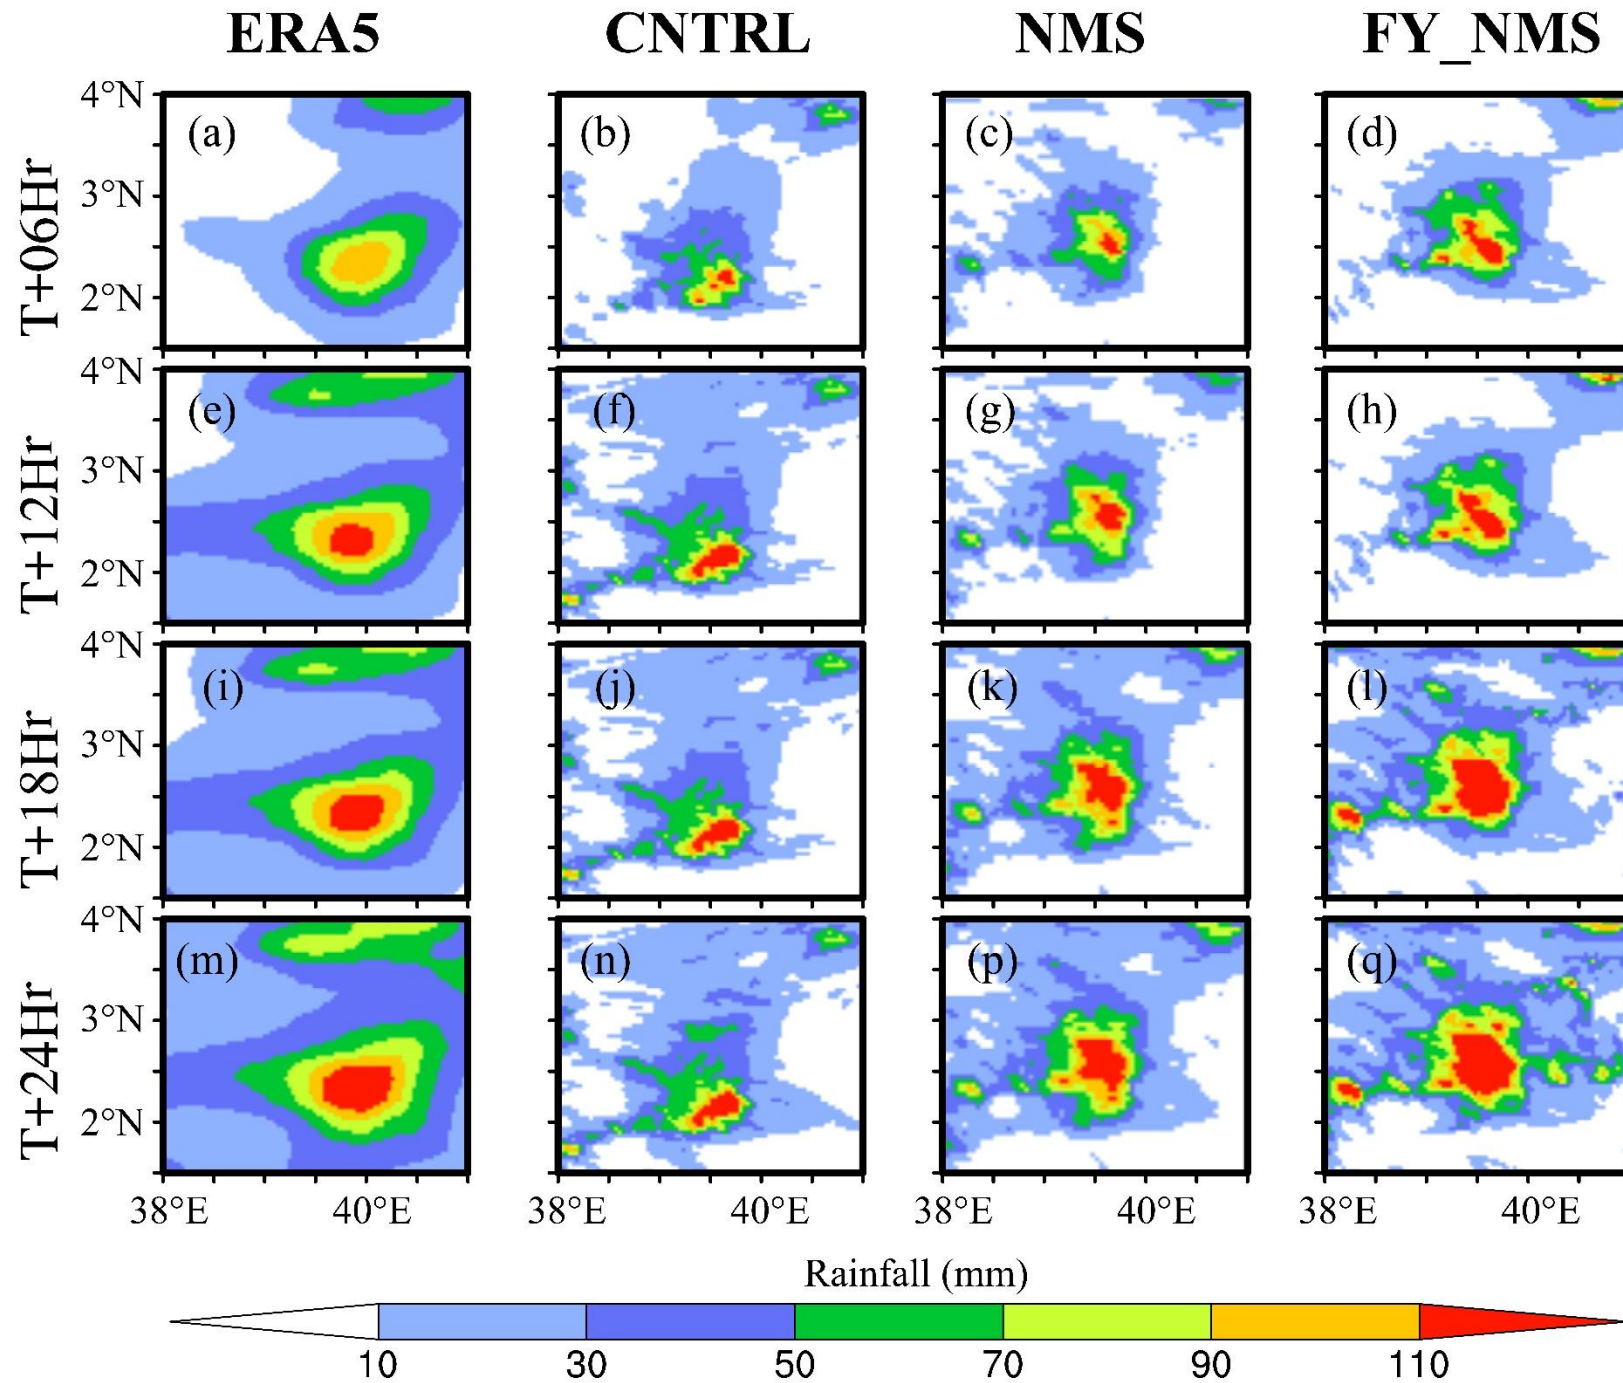 ERA5 CNTRL NMS FY_NMS
T+06Hr
4°N
3°N
2°N
(a) (b) (c) (d)
T+12Hr
4°N
3°N
2°N
(e) (f) (g) (h)
T+18Hr
4°N
3°N
2°N
(i) (j) (k) (l)
T+24Hr
4°N
3°N
2°N
(m) (n) (p) (q)
38°E 40°E 38°E 40°E 38°E 40°E 38°E 40°E
Rainfall (mm)
10 30 50 70 90 110